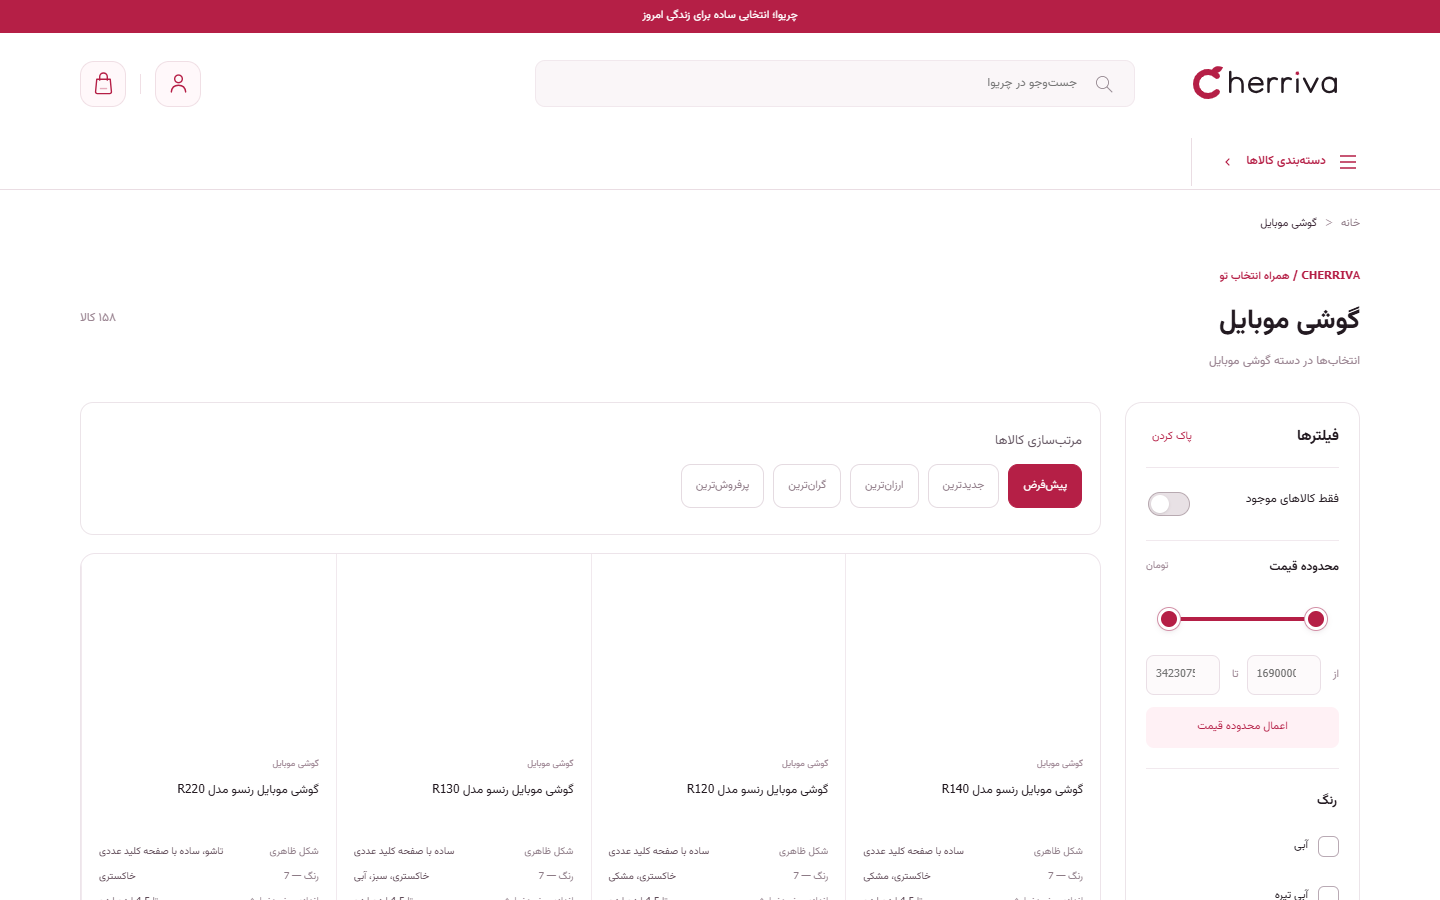 چریوا؛ انتخابی ساده برای زندگی امروز
Cherriva
جست‌وجو در چریوا
دسته‌بندی کالاها
خانه > گوشی موبایل
CHERRIVA / همراه انتخاب تو
گوشی موبایل
۱۵۸ کالا
انتخاب‌ها در دسته گوشی موبایل
فیلترها
پاک کردن
فقط کالاهای موجود
محدوده قیمت
تومان
از
تا
اعمال محدوده قیمت
رنگ
آبی
آبی تیره
مرتب‌سازی کالاها
پیش‌فرض
جدیدترین
ارزان‌ترین
گران‌ترین
پرفروش‌ترین
گوشی موبایل
گوشی موبایل رنسو مدل R140
شکل ظاهری
ساده با صفحه کلید عددی
رنگ — 7
خاکستری، مشکی
گوشی موبایل
گوشی موبایل رنسو مدل R120
شکل ظاهری
ساده با صفحه کلید عددی
رنگ — 7
خاکستری، مشکی
گوشی موبایل
گوشی موبایل رنسو مدل R130
شکل ظاهری
ساده با صفحه کلید عددی
رنگ — 7
خاکستری، سبز، آبی
گوشی موبایل
گوشی موبایل رنسو مدل R220
شکل ظاهری
تاشو، ساده با صفحه کلید عددی
رنگ — 7
خاکستری